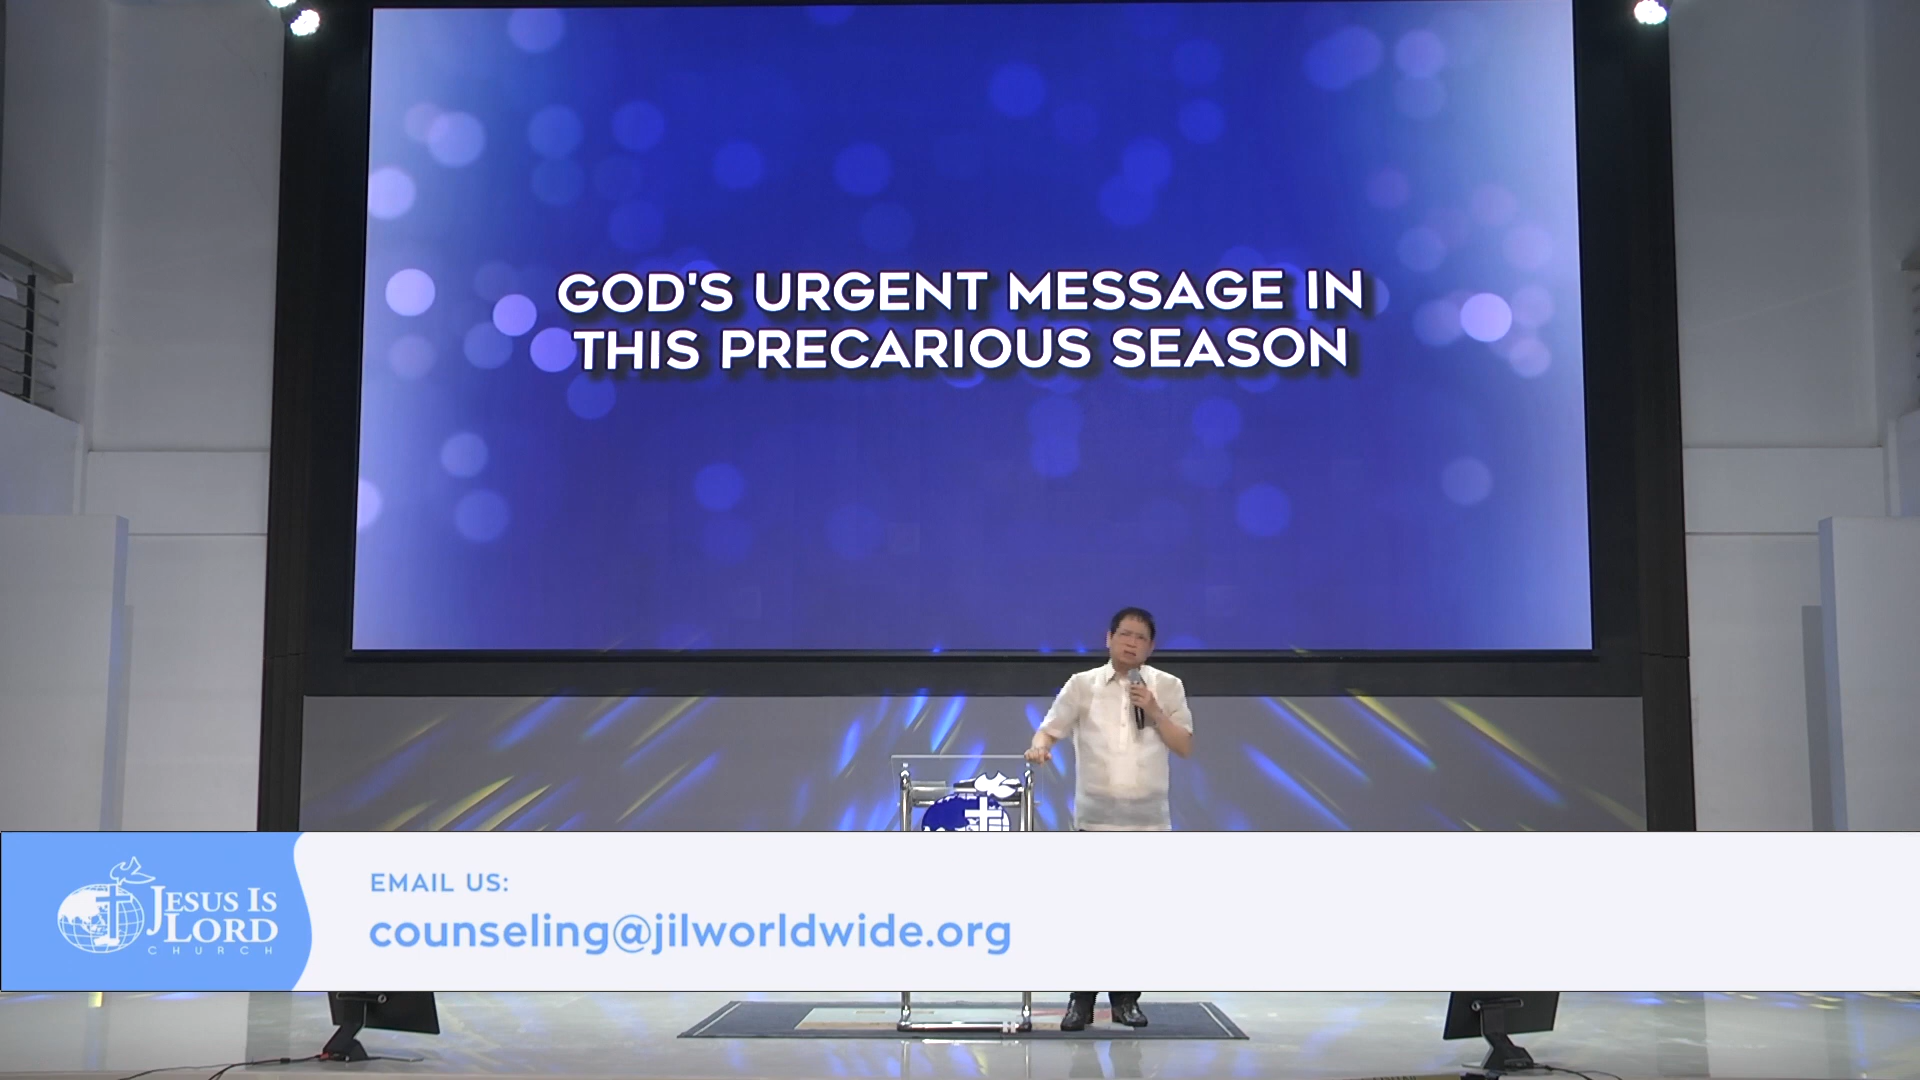 GOD'S URGENT MESSAGE IN
THIS PRECARIOUS SEASON
JESUS IS
LORD
CHURCH
EMAIL US:
counseling@jilworldwide.org